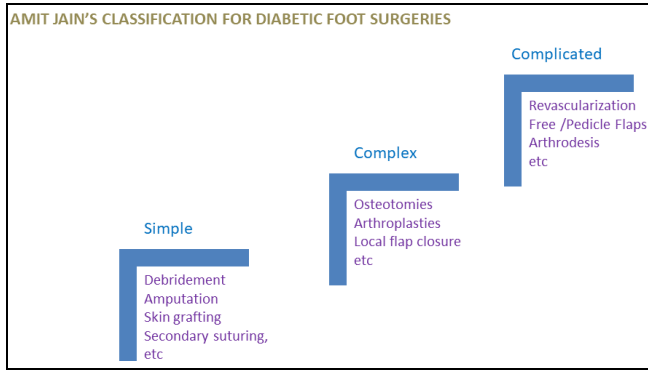 AMIT JAIN'S CLASSIFICATION FOR DIABETIC FOOT SURGERIES
Simple
Debridement
Amputation
Skin grafting
Secondary suturing,
etc
Complex
Osteotomies
Arthroplasties
Local flap closure
etc
Complicated
Revascularization
Free /Pedicle Flaps
Arthrodesis
etc